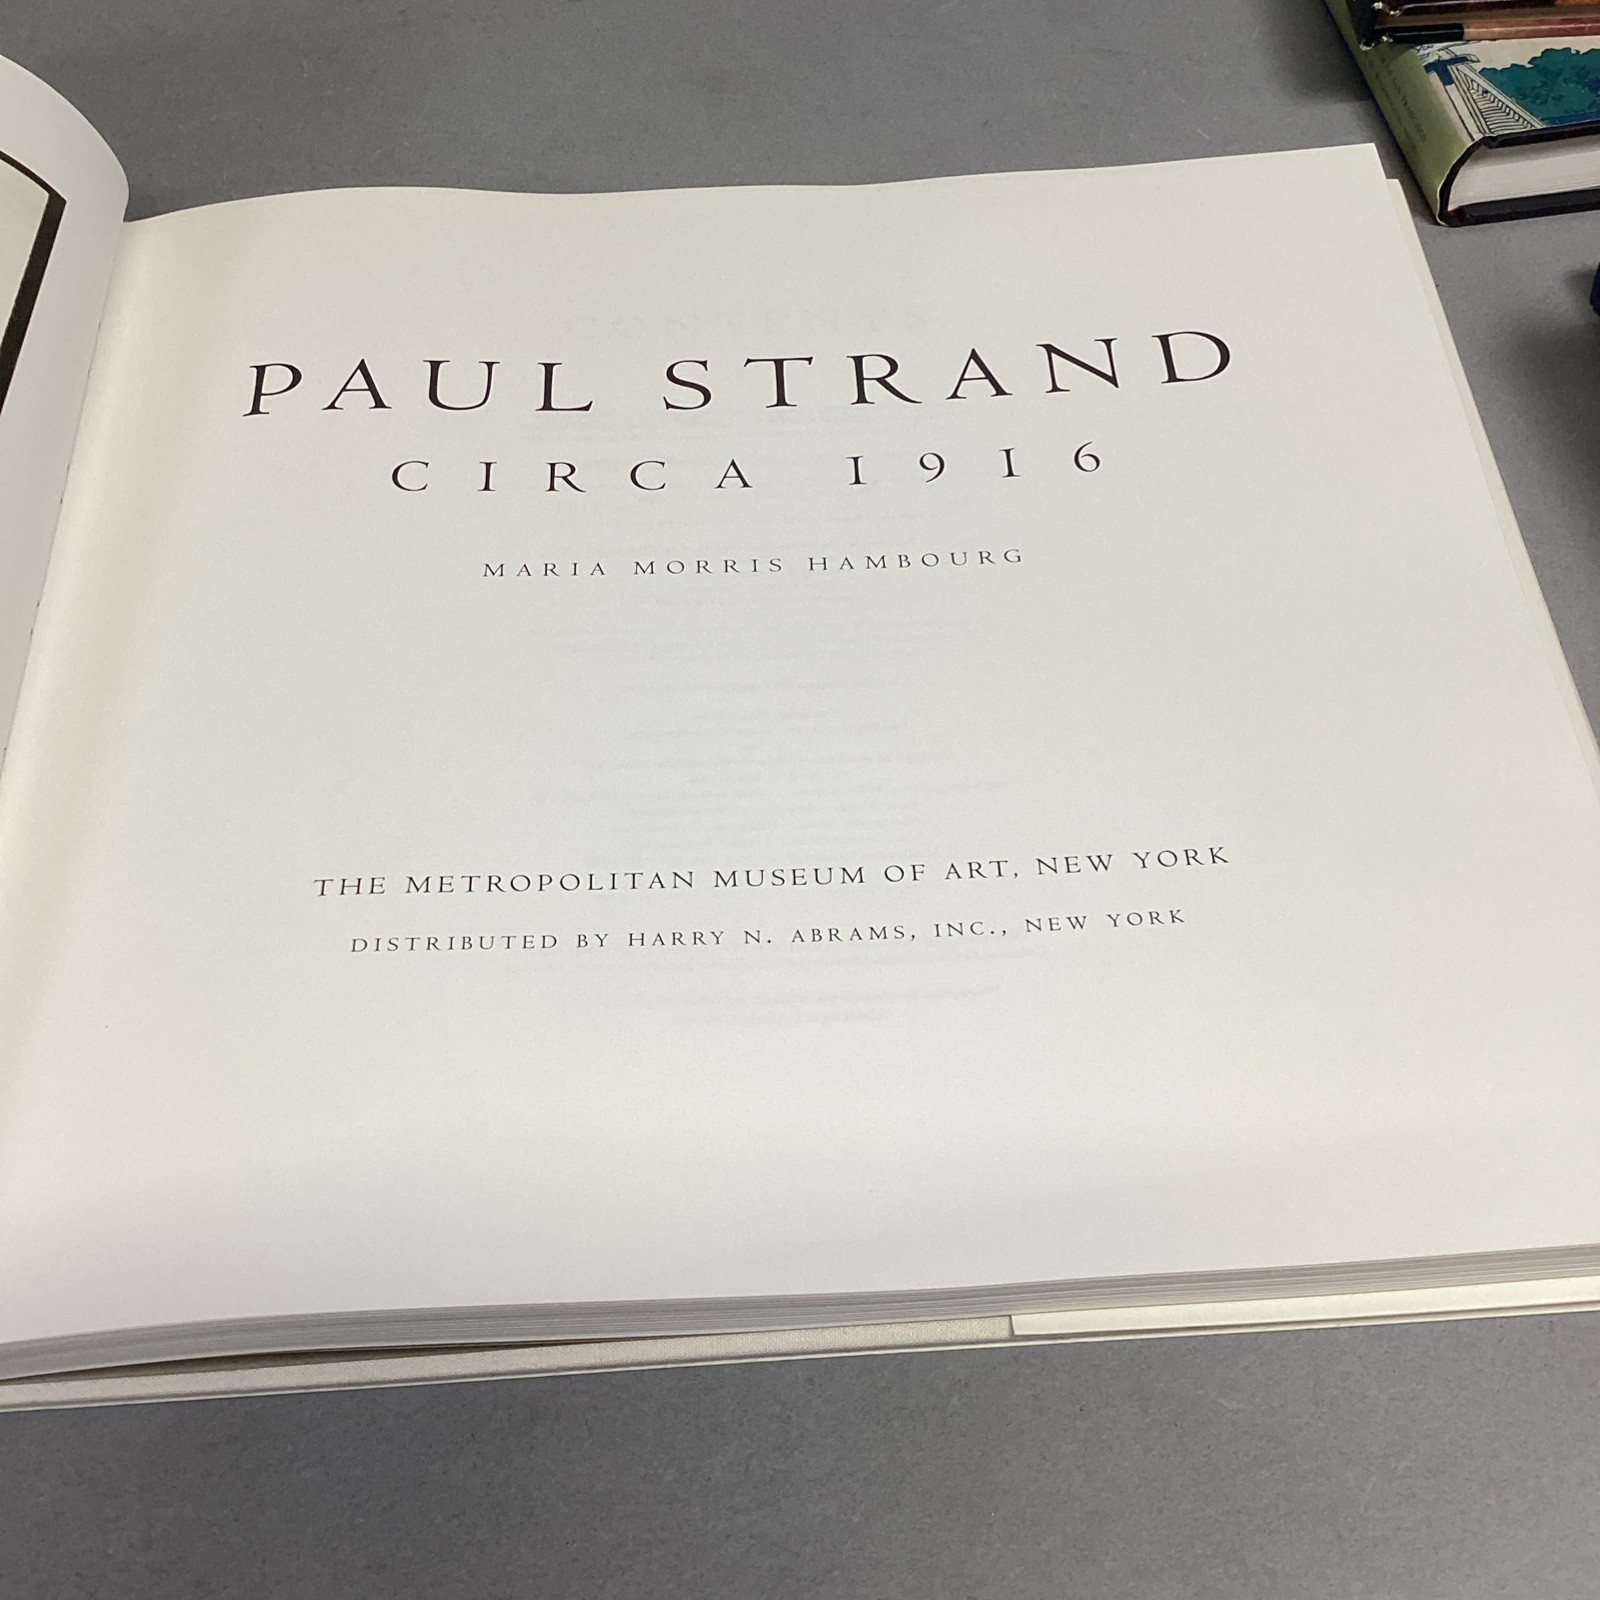 PAUL STRAND
CIRCA 1916
MARIA MORRIS HAMBOURG
THE METROPOLITAN MUSEUM OF ART, NEW YORK
DISTRIBUTED BY HARRY N. ABRAMS, INC., NEW YORK